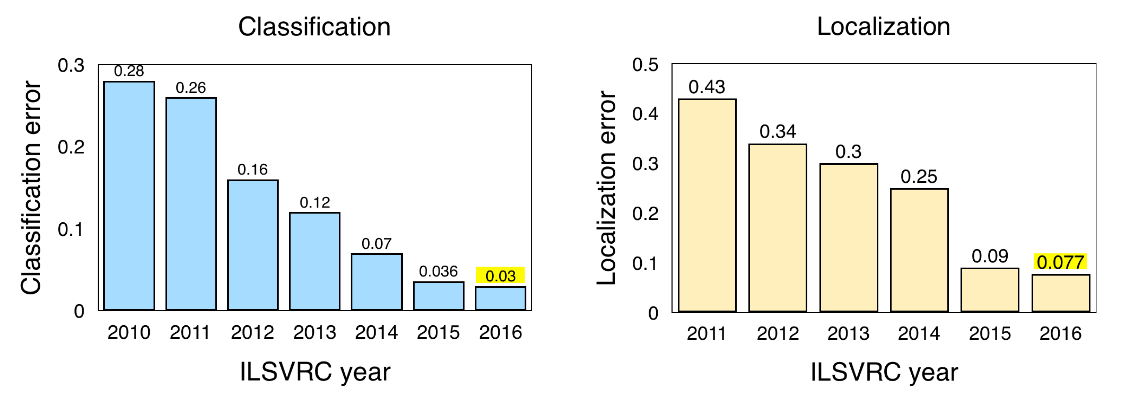 Classification
Classification error
0.3
0.2
0.1
0
0.28
0.26
0.16
0.12
0.07
0.036
0.03
2010 2011 2012 2013 2014 2015 2016
ILSVRC year
Localization
Localization error
0.5
0.4
0.3
0.2
0.1
0
0.43
0.34
0.3
0.25
0.09
0.077
2011 2012 2013 2014 2015 2016
ILSVRC year